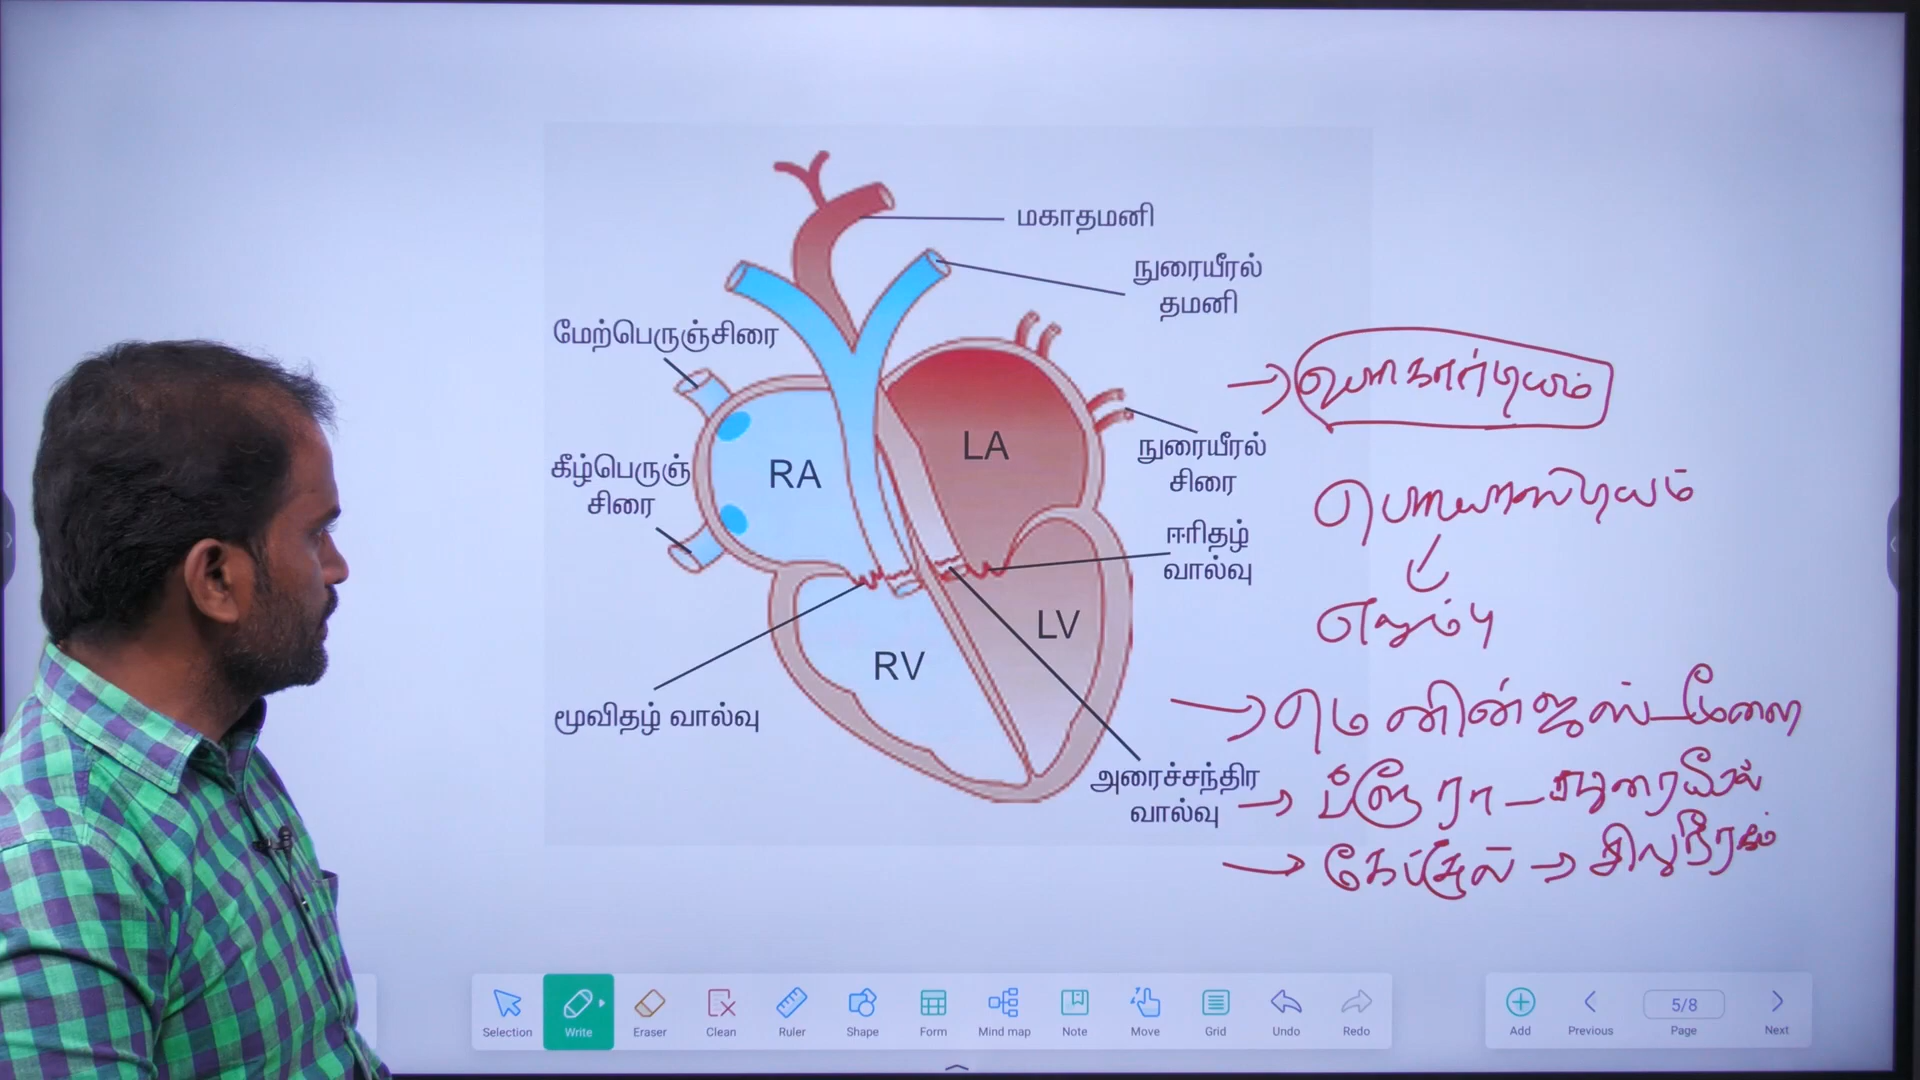 மகாதமனி
நுரையீரல்
தமனி
மேற்பெருஞ்சிரை
கீழ்பெருஞ்
சிரை
RA
LA
நுரையீரல்
சிரை
ஈரிதழ்
வால்வு
LV
RV
மூவிதழ் வால்வு
அரைச்சந்திர
வால்வு
எலும்பு
மெனின்ஜஸ் - மூளை
ப்ளூரா - நுரையீரல்
கேப்சூல் → சிறுநீரகம்
Selection
Write
Eraser
Clean
Ruler
Shape
Form
Mind map
Note
Move
Grid
Undo
Redo
Add
Previous
5/8
Page
Next